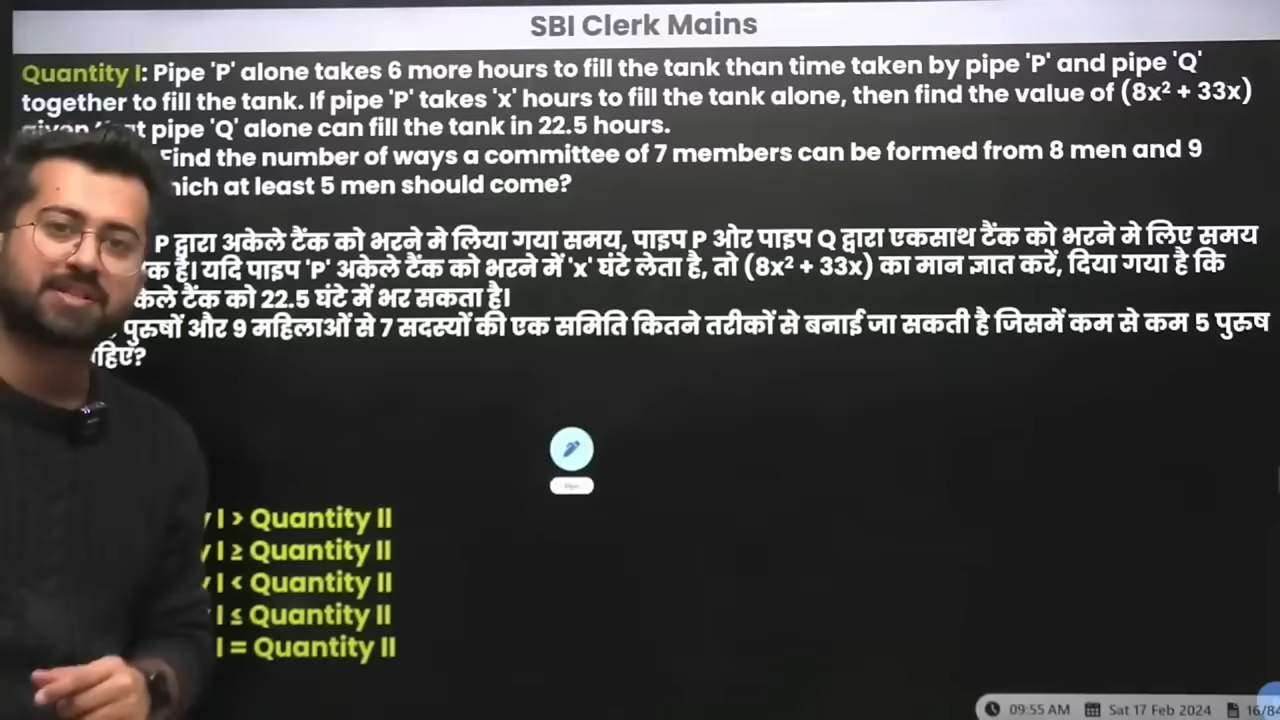 SBI Clerk Mains
Quantity I: Pipe 'P' alone takes 6 more hours to fill the tank than time taken by pipe 'P' and pipe 'Q'
together to fill the tank. If pipe 'P' takes 'x' hours to fill the tank alone, then find the value of (8x² + 33x)
given that pipe 'Q' alone can fill the tank in 22.5 hours.
Find the number of ways a committee of 7 members can be formed from 8 men and 9
at least 5 men should come?
P द्वारा अकेले टैंक को भरने मे लिया गया समय, पाइप P ओर पाइप Q द्वारा एकसाथ टैंक को भरने मे लिए समय
है। यदि पाइप 'P' अकेले टैंक को भरने में 'x' घंटे लेता है, तो (8x² + 33x) का मान ज्ञात करें, दिया गया है कि
टैंक को 22.5 घंटे में भर सकता है।
पुरुषों और 9 महिलाओं से 7 सदस्यों की एक समिति कितने तरीकों से बनाई जा सकती है जिसमें कम से कम 5 पुरुष
I > Quantity II
I ≥ Quantity II
I < Quantity II
I ≤ Quantity II
I = Quantity II
09:55 AM Sat 17 Feb 2024 16/84